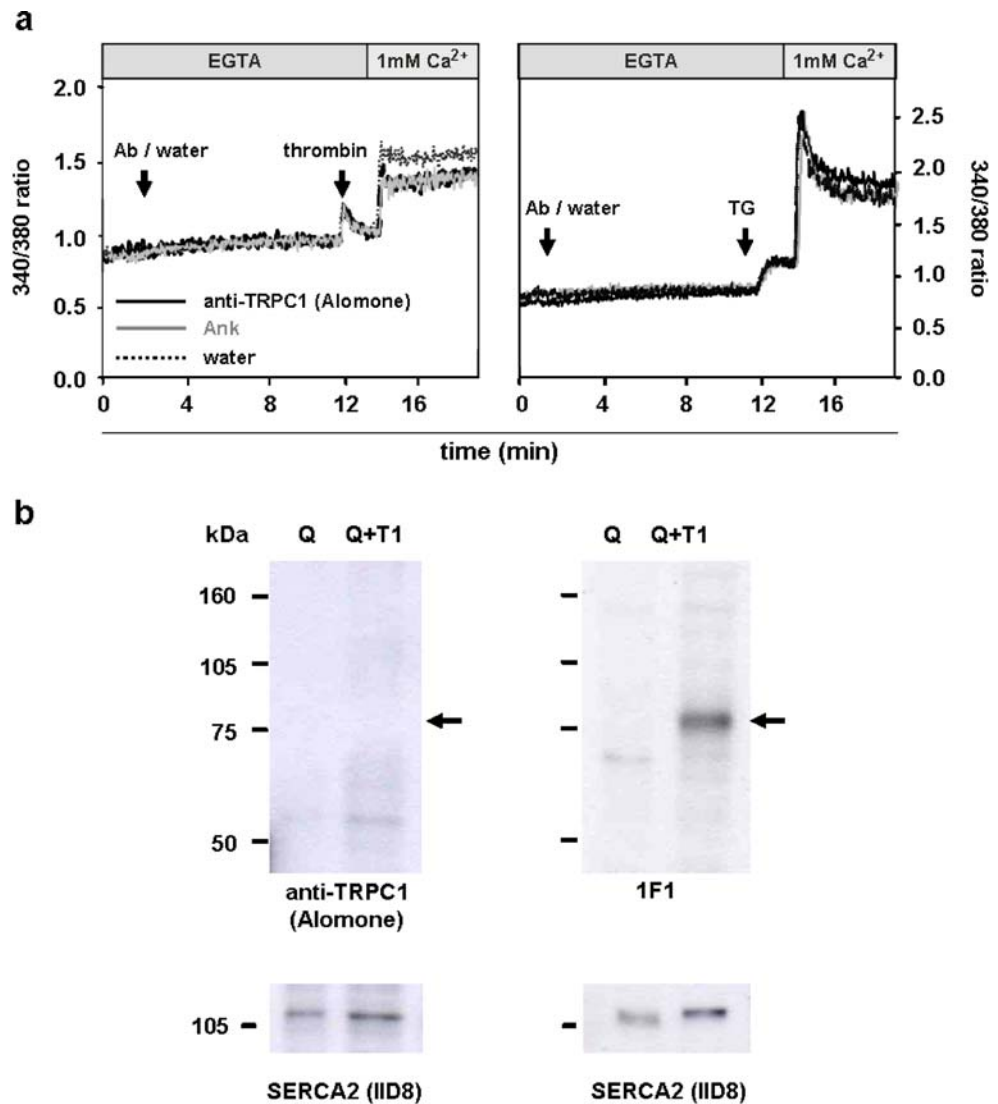 a
EGTA 1mM Ca²⁺ EGTA 1mM Ca²⁺
2.0
1.5
1.0
0.5
0.0
340/380 ratio
Ab / water
thrombin
anti-TRPC1 (Alomone)
Ank
water
0 4 8 12 16
Ab / water
TG
2.5
2.0
1.5
1.0
0.5
0.0
340/380 ratio
0 4 8 12 16
time (min)
b
kDa Q Q+T1 Q Q+T1
160
105
75
50
anti-TRPC1
(Alomone)
1F1
105
SERCA2 (IID8) SERCA2 (IID8)